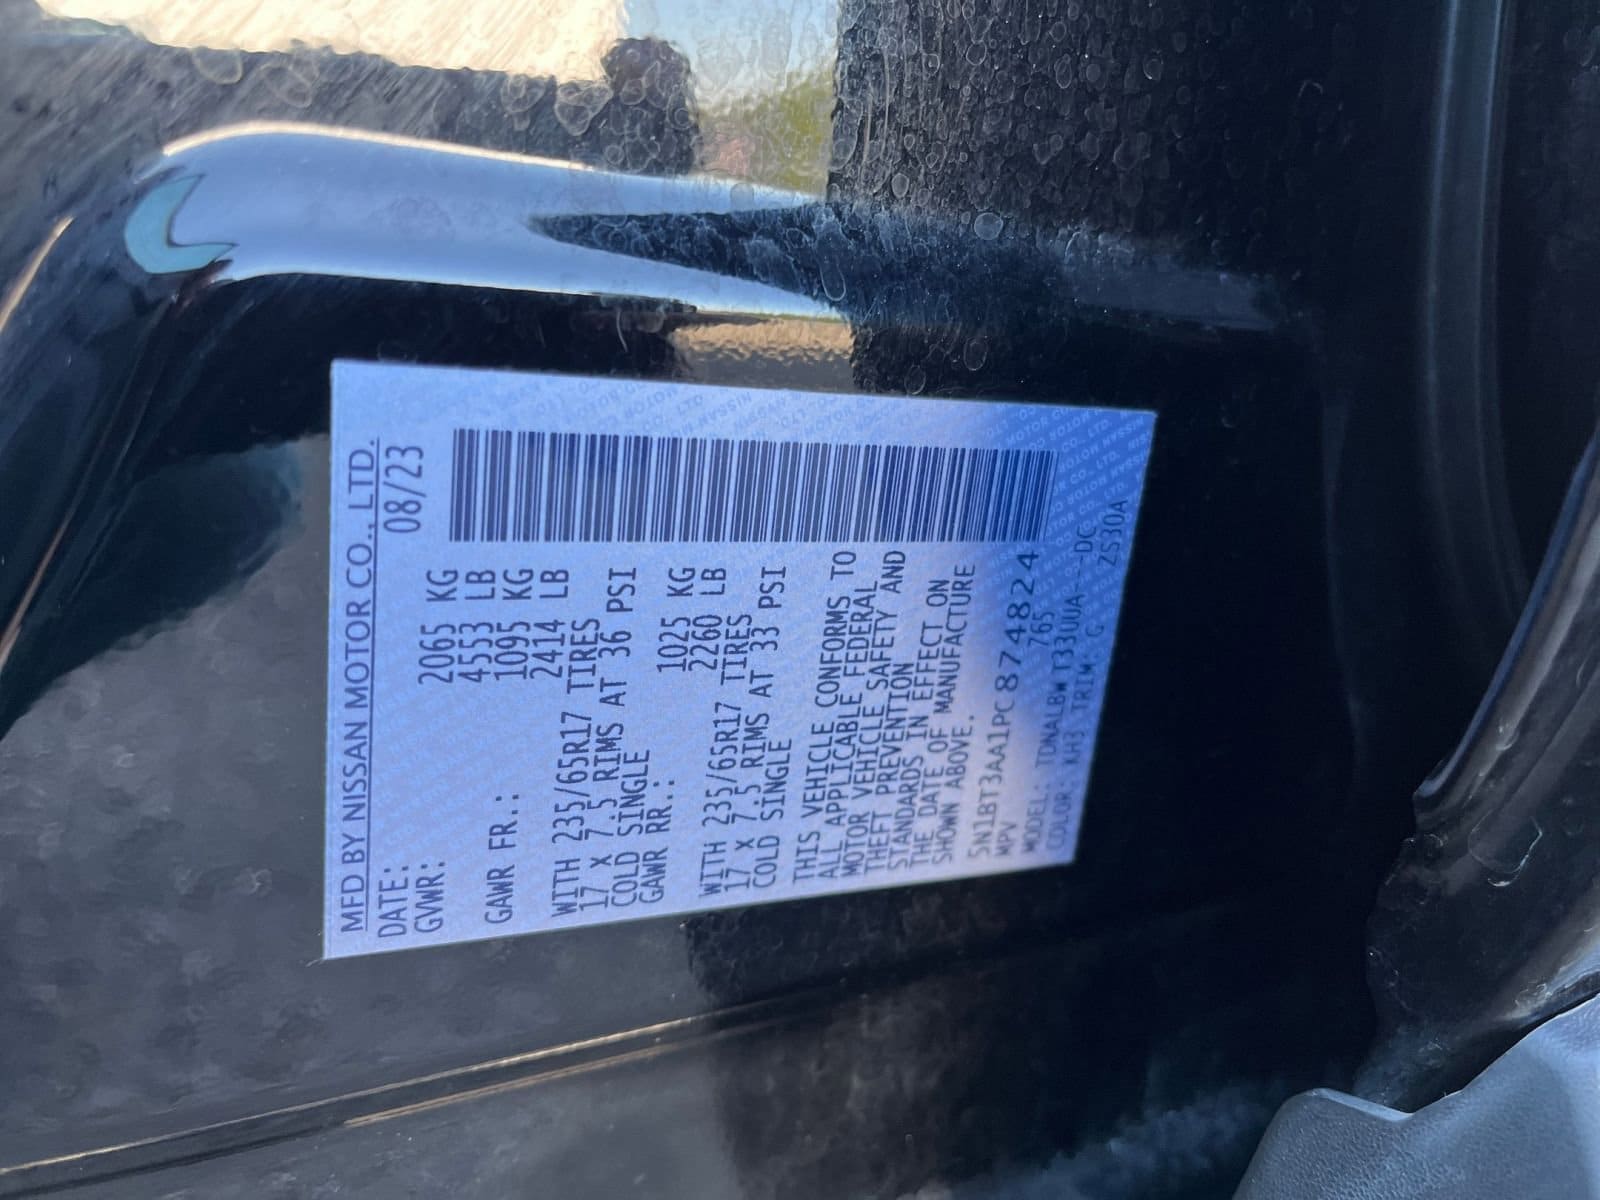 MFD BY NISSAN MOTOR CO., LTD.
DATE: 08/23
GVWR: 2065 KG
4553 LB
GAWR FR.: 1095 KG
2414 LB
WITH 235/65R17 TIRES
17 X 7.5 RIMS AT 36 PSI
COLD SINGLE
GAWR RR.: 1025 KG
2260 LB
WITH 235/65R17 TIRES
17 X 7.5 RIMS AT 33 PSI
COLD SINGLE
THIS VEHICLE CONFORMS TO
ALL APPLICABLE FEDERAL
MOTOR VEHICLE SAFETY AND
THEFT PREVENTION
STANDARDS IN EFFECT ON
THE DATE OF MANUFACTURE
SHOWN ABOVE.
5N1BT3AA1PC874824
MPV 765
MODEL: TDNALBW T33UUA---DC
COLOR: KH3 TRIM: G ZS30A